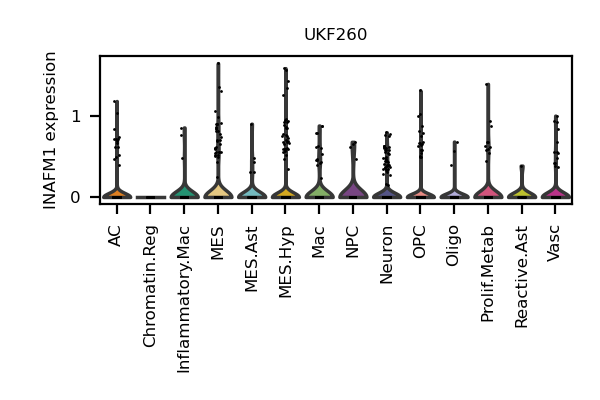 UKF260
INAFM1 expression
1
0
AC
Chromatin.Reg
Inflammatory.Mac
MES
MES.Ast
MES.Hyp
Mac
NPC
Neuron
OPC
Oligo
Prolif.Metab
Reactive.Ast
Vasc